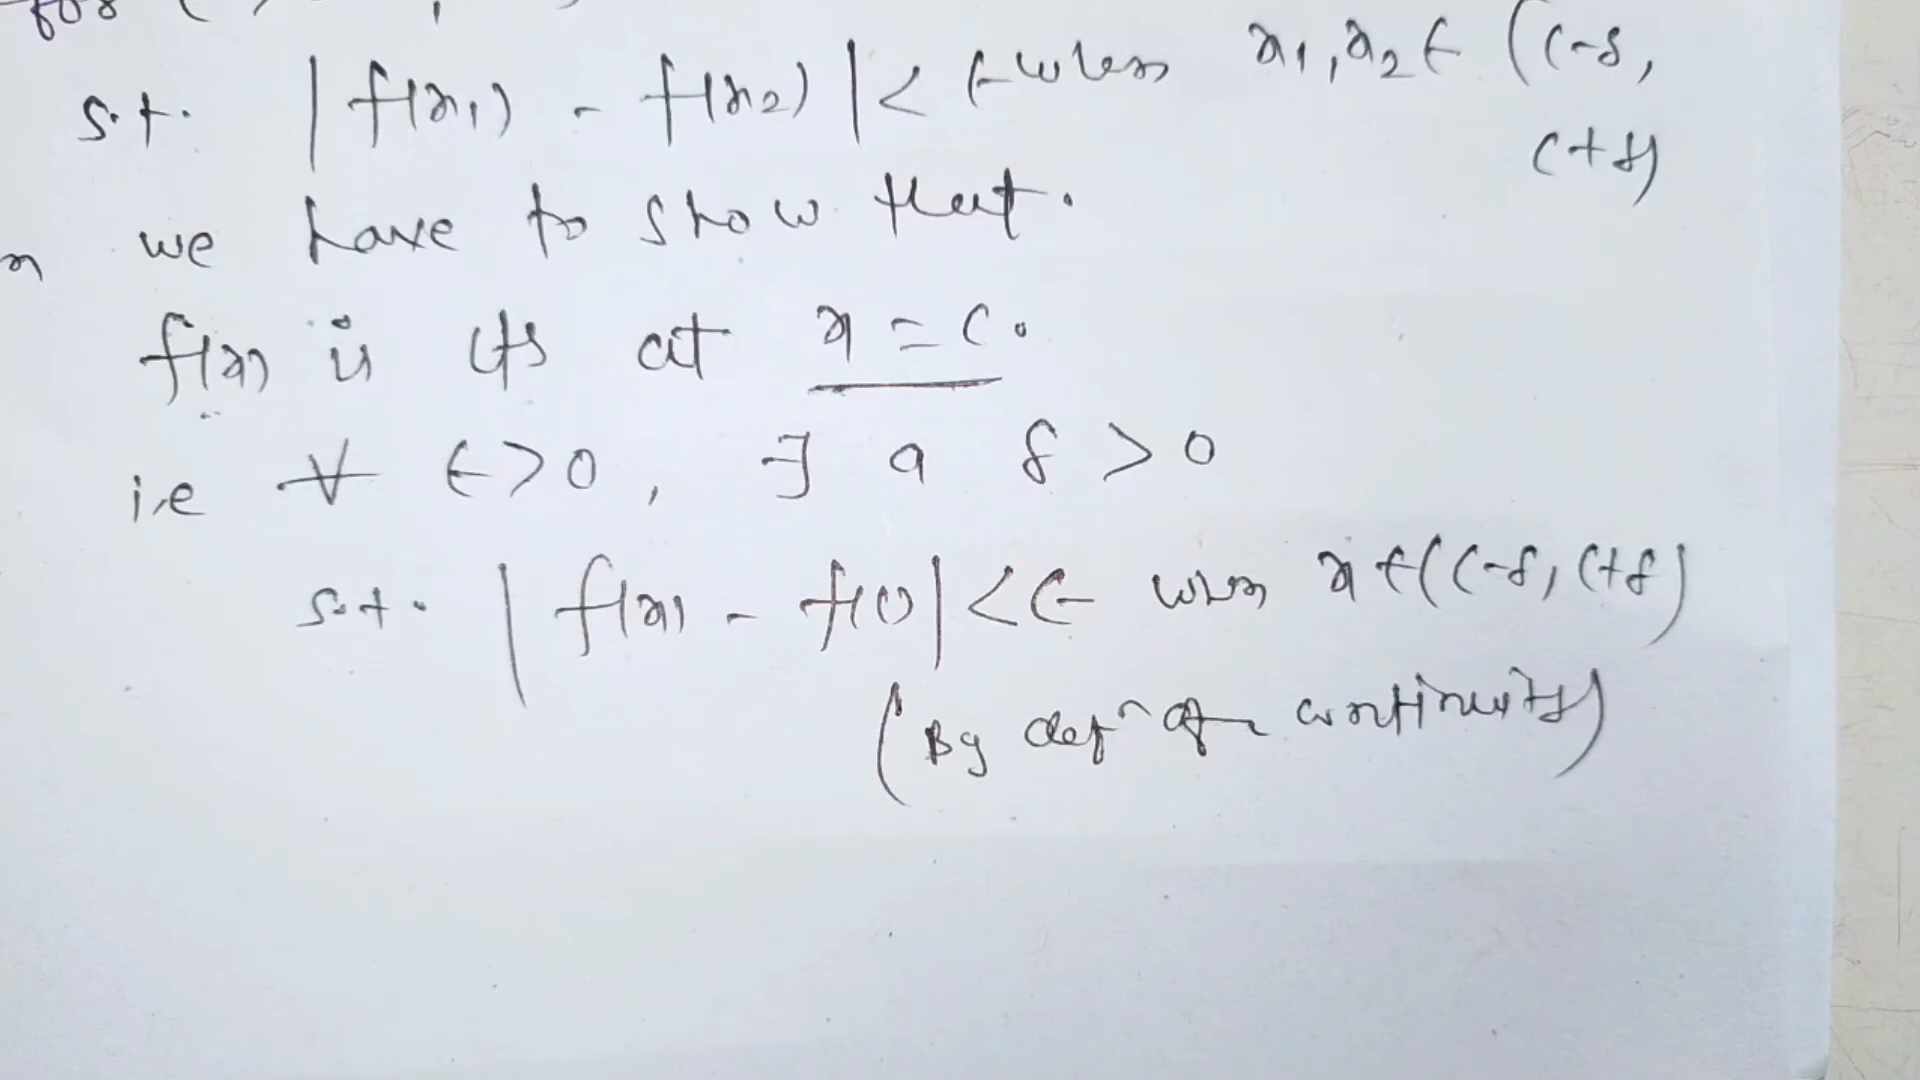 for
s.t. |f(x₁) - f(x₂)| < ε when x₁, x₂ ∈ (c-δ,
c+δ)
n we have to show that.
f(x) is cts at x = c.
i.e ∀ ε > 0, ∃ a δ > 0
s.t. |f(x) - f(c)| < ε when x ∈ (c-δ, c+δ)
(By defⁿ of continuity)